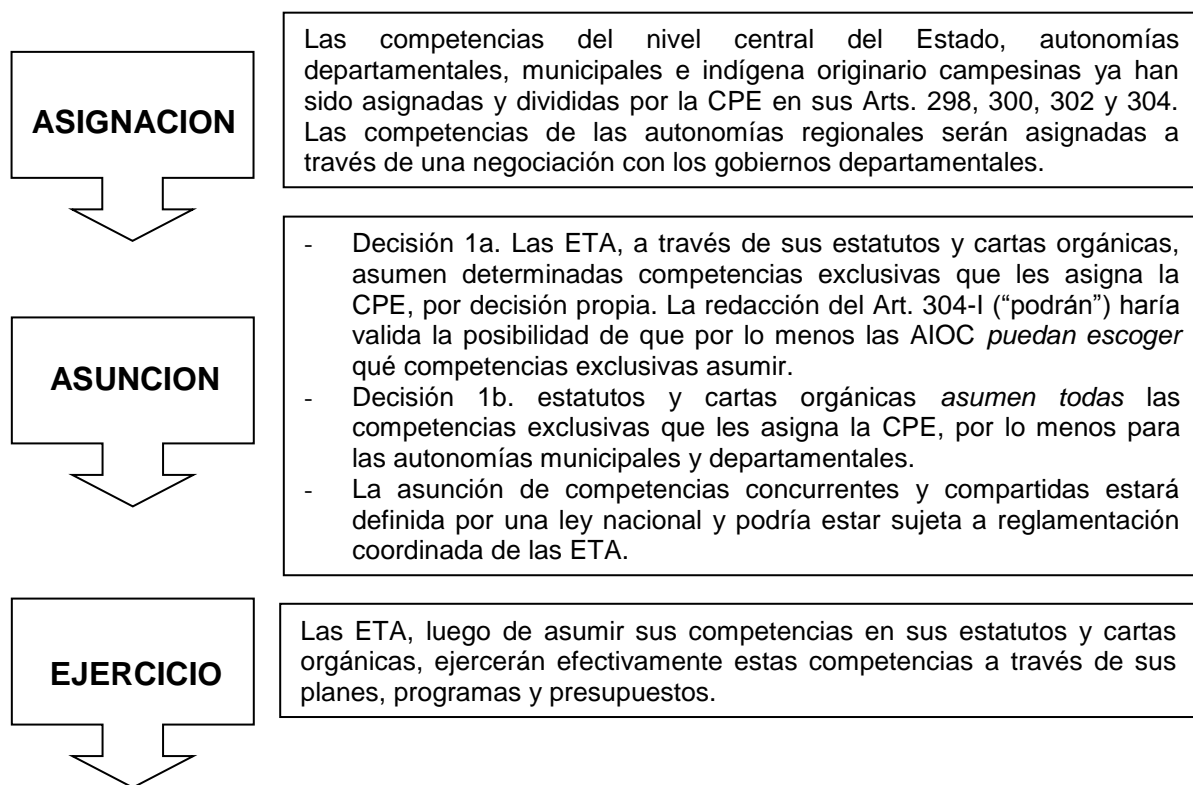 ASIGNACION
Las competencias del nivel central del Estado, autonomías
departamentales, municipales e indígena originario campesinas ya han
sido asignadas y divididas por la CPE en sus Arts. 298, 300, 302 y 304.
Las competencias de las autonomías regionales serán asignadas a
través de una negociación con los gobiernos departamentales.
ASUNCION
- Decisión 1a. Las ETA, a través de sus estatutos y cartas orgánicas,
asumen determinadas competencias exclusivas que les asigna la
CPE, por decisión propia. La redacción del Art. 304-I (“podrán”) haría
valida la posibilidad de que por lo menos las AIOC puedan escoger
qué competencias exclusivas asumir.
- Decisión 1b. estatutos y cartas orgánicas asumen todas las
competencias exclusivas que les asigna la CPE, por lo menos para
las autonomías municipales y departamentales.
- La asunción de competencias concurrentes y compartidas estará
definida por una ley nacional y podría estar sujeta a reglamentación
coordinada de las ETA.
EJERCICIO
Las ETA, luego de asumir sus competencias en sus estatutos y cartas
orgánicas, ejercerán efectivamente estas competencias a través de sus
planes, programas y presupuestos.